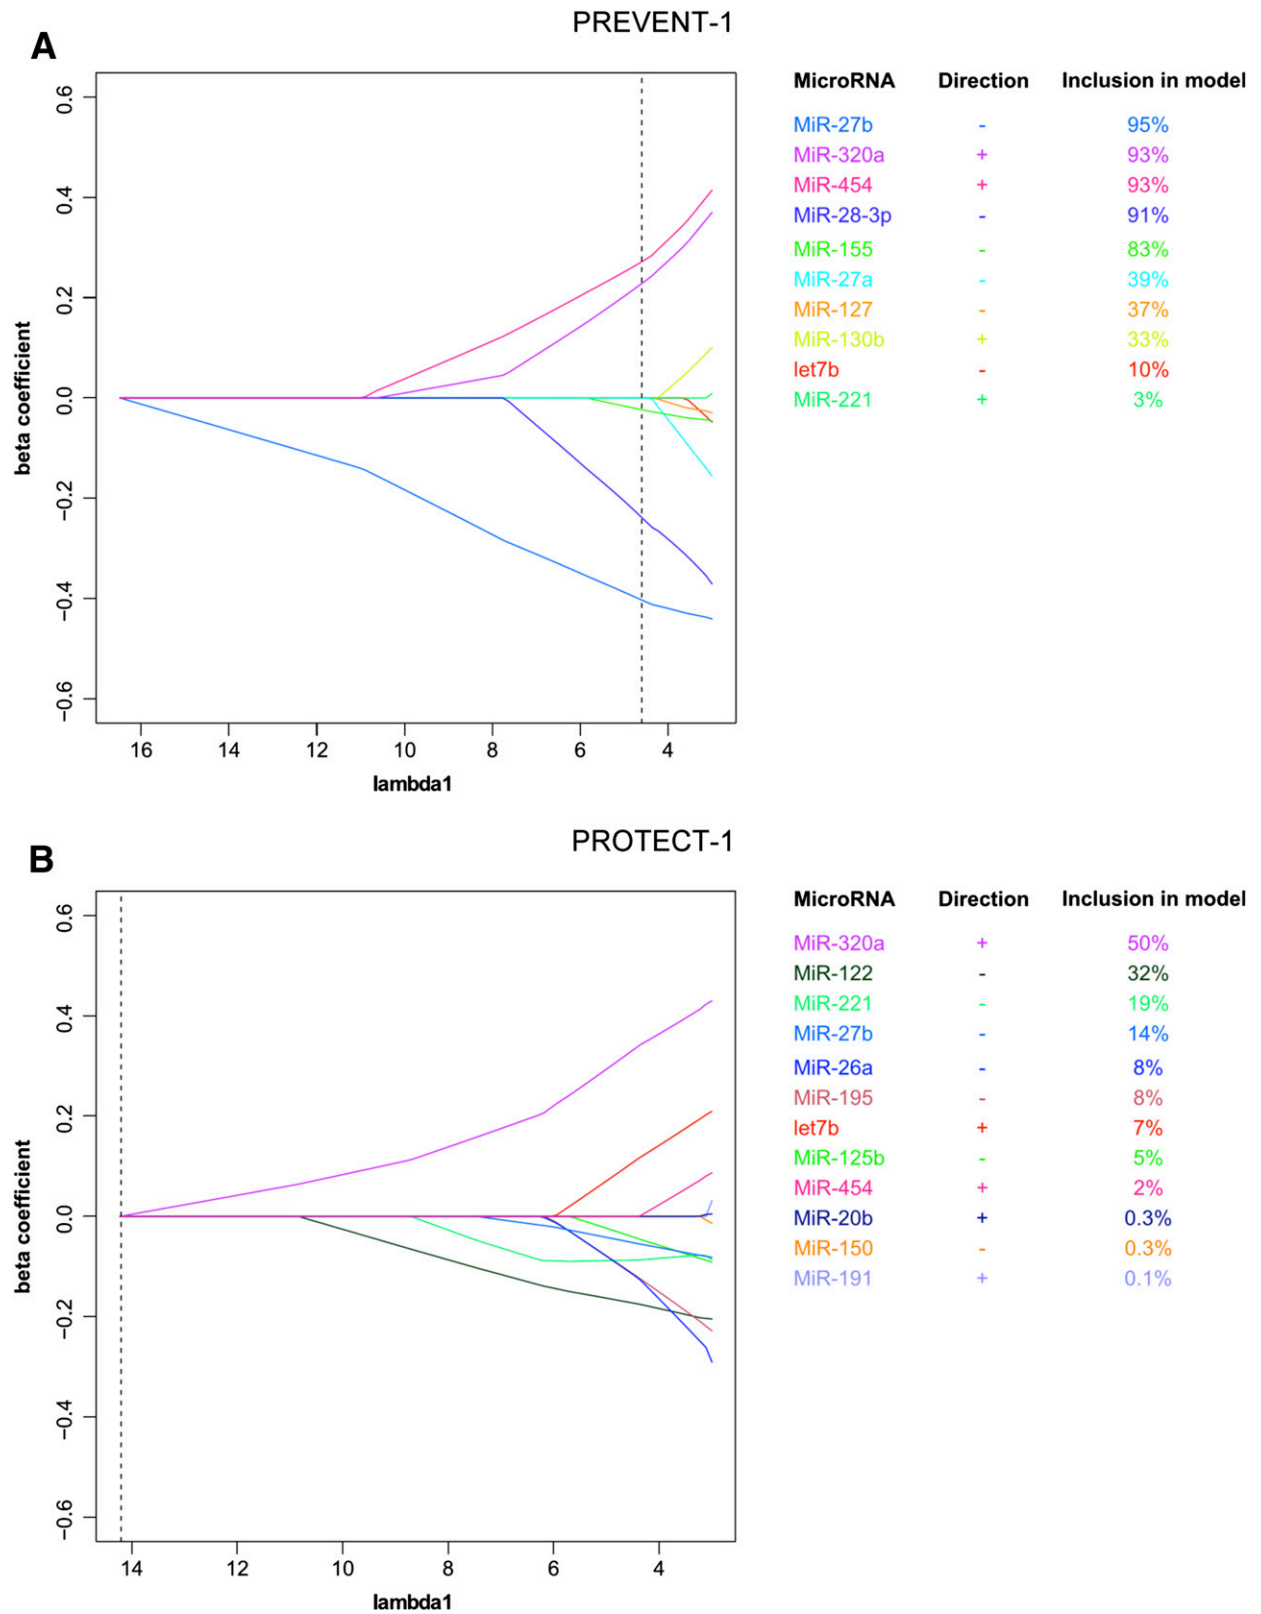 PREVENT-1
A
0.6
0.4
0.2
0.0
−0.2
−0.4
−0.6
beta coefficient
16 14 12 10 8 6 4
lambda1
MicroRNA Direction Inclusion in model
MiR-27b - 95%
MiR-320a + 93%
MiR-454 + 93%
MiR-28-3p - 91%
MiR-155 - 83%
MiR-27a - 39%
MiR-127 - 37%
MiR-130b + 33%
let7b - 10%
MiR-221 + 3%
PROTECT-1
B
0.6
0.4
0.2
0.0
−0.2
−0.4
−0.6
beta coefficient
14 12 10 8 6 4
lambda1
MicroRNA Direction Inclusion in model
MiR-320a + 50%
MiR-122 - 32%
MiR-221 - 19%
MiR-27b - 14%
MiR-26a - 8%
MiR-195 - 8%
let7b + 7%
MiR-125b - 5%
MiR-454 + 2%
MiR-20b + 0.3%
MiR-150 - 0.3%
MiR-191 + 0.1%